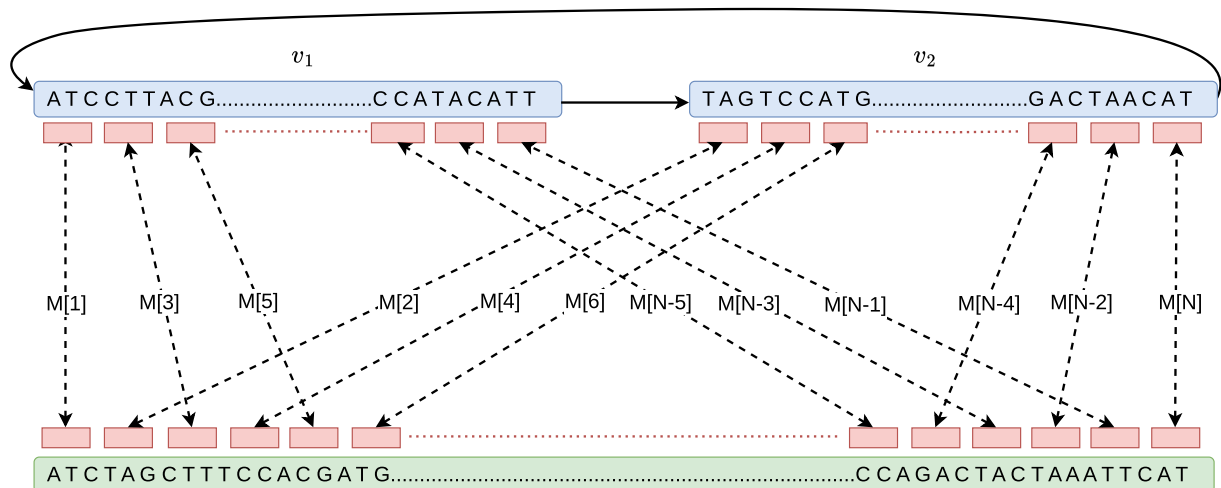 v₁ v₂
ATCCTTACG...........................CCATACATT TAGTCCATG...........................GACTAACAT
M[1] M[3] M[5] M[2] M[4] M[6] M[N-5] M[N-3] M[N-1] M[N-4] M[N-2] M[N]
ATCTAGCTTTCCACGATG................................................................................CCAGACTACTAAATTCAT